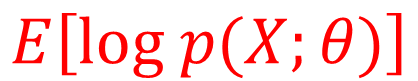 E[log p(X; θ)]